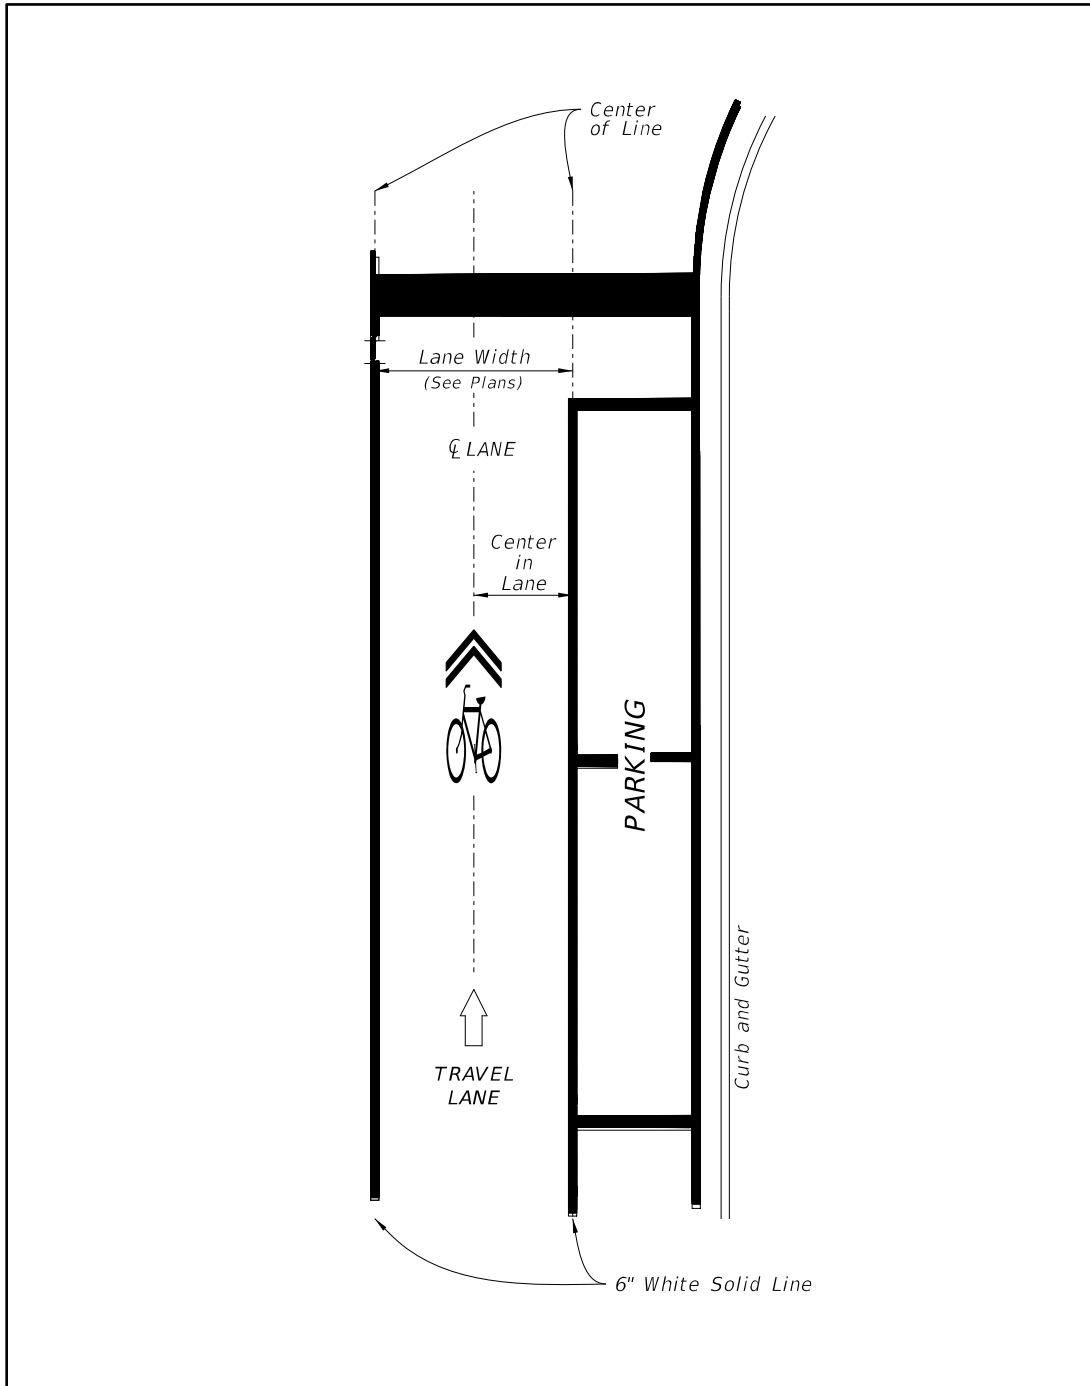 Center
of Line
Lane Width
(See Plans)
℄ LANE
Center
in
Lane
PARKING
Curb and Gutter
TRAVEL
LANE
6" White Solid Line